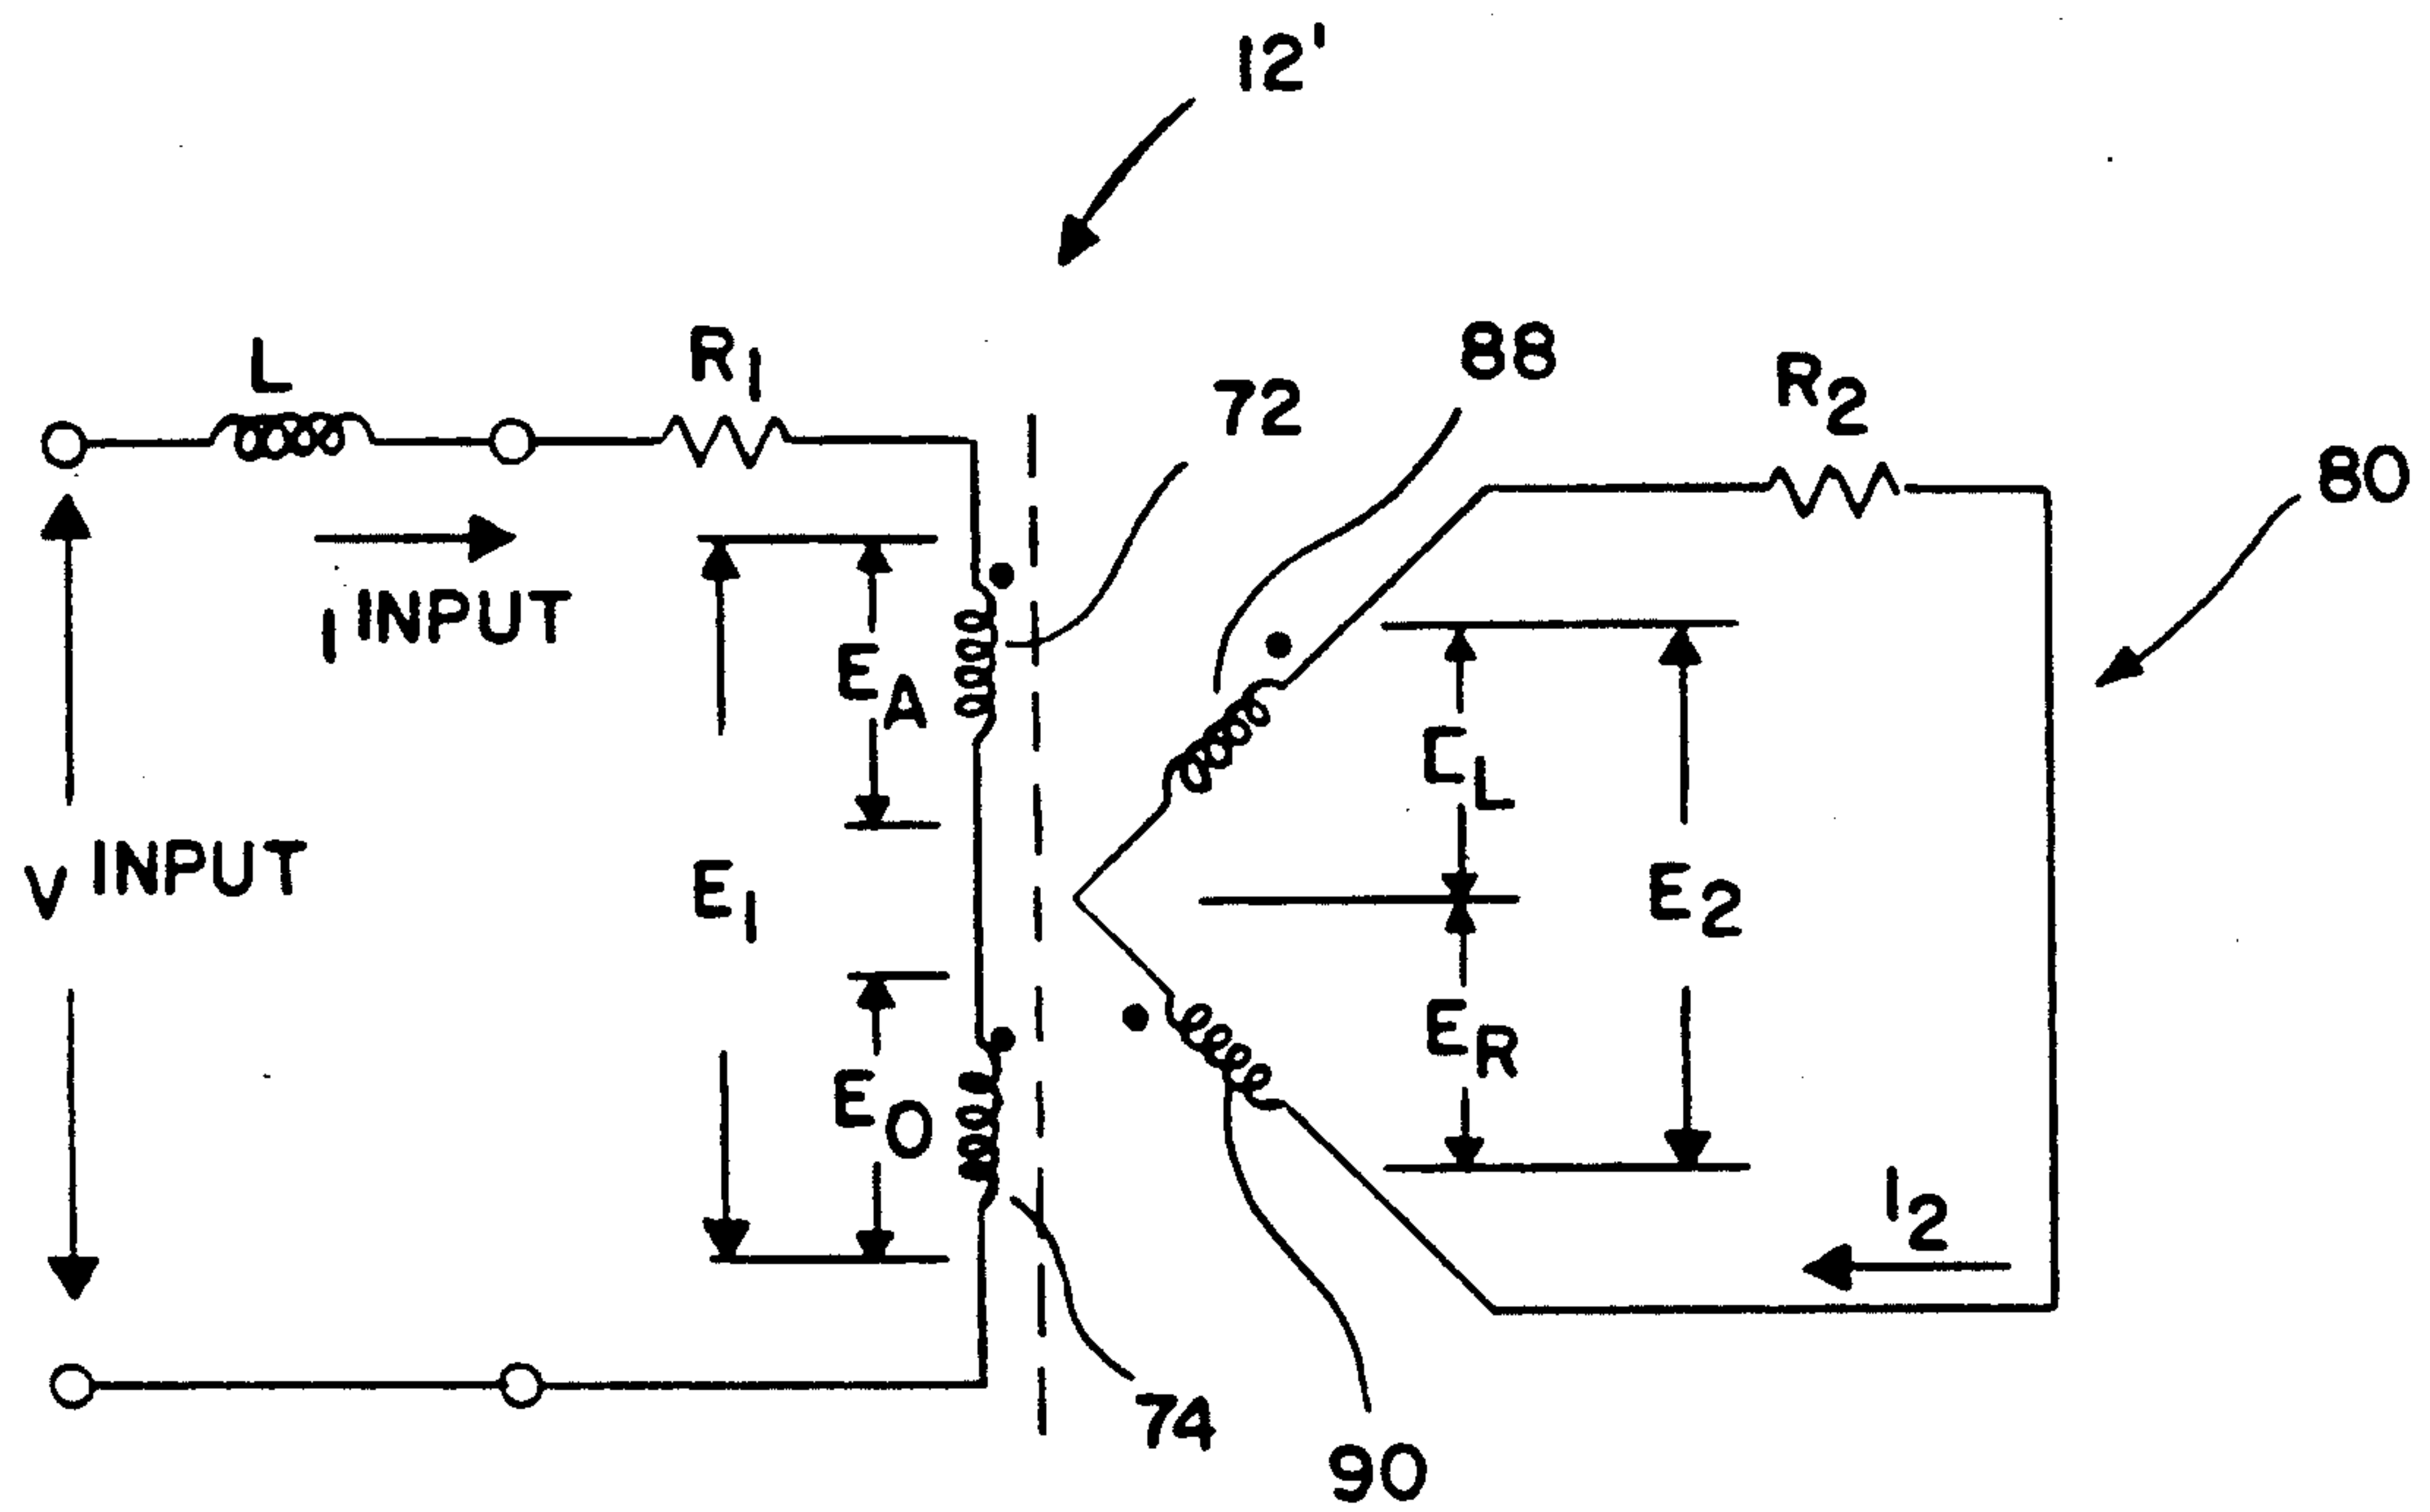 12'
L
R1
72
88
R2
80
I INPUT
EA
EL
V INPUT
E1
E2
EO
ER
I2
74
90